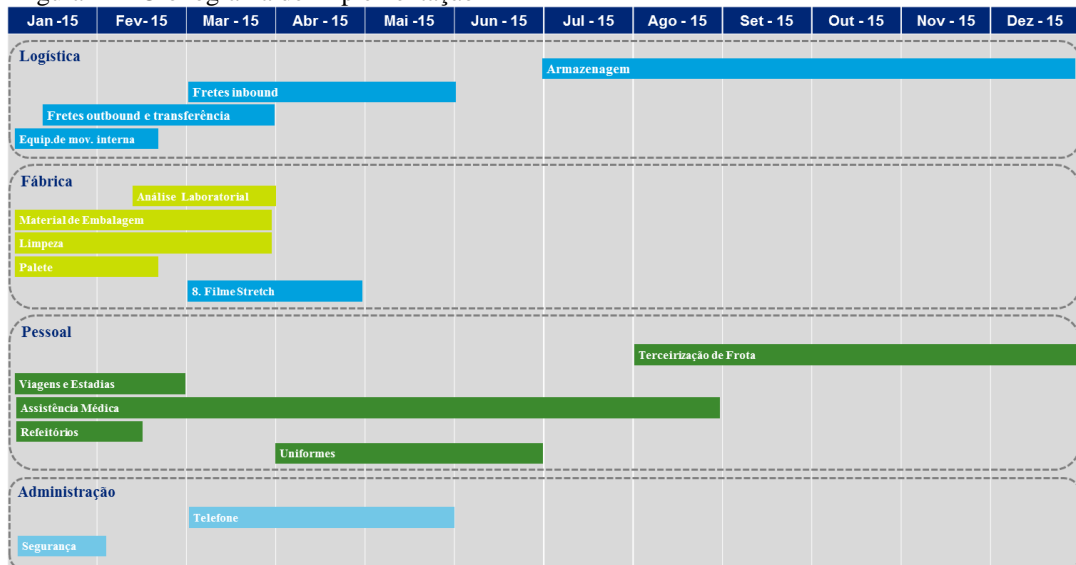 Jan -15 Fev- 15 Mar -15 Abr - 15 Mai -15 Jun - 15 Jul - 15 Ago - 15 Set - 15 Out - 15 Nov - 15 Dez - 15
Logística
Armazenagem
Fretes inbound
Fretes outbound e transferência
Equip.de mov. interna
Fábrica
Análise Laboratorial
Material de Embalagem
Limpeza
Palete
8. Filme Stretch
Pessoal
Terceirização de Frota
Viagens e Estadias
Assistência Médica
Refeitórios
Uniformes
Administração
Telefone
Segurança